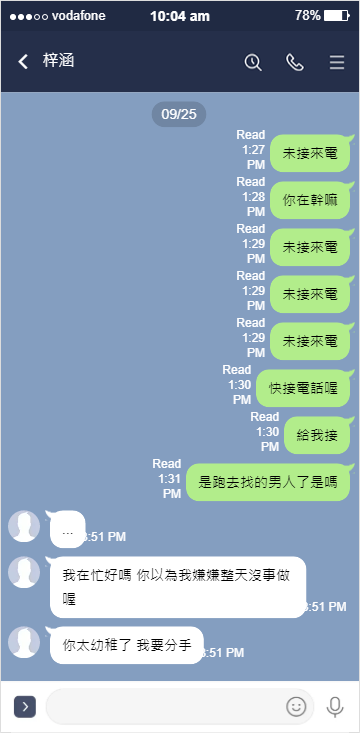 vodafone 10:04 am 78%
梓涵
09/25
Read
1:27
PM
未接來電
Read
1:28
PM
你在幹嘛
Read
1:29
PM
未接來電
Read
1:29
PM
未接來電
Read
1:29
PM
未接來電
Read
1:30
PM
快接電話喔
Read
1:30
PM
給我接
Read
1:31
PM
是跑去找的男人了是嗎
...
3:51 PM
我在忙好嗎 你以為我嫌嫌整天沒事做
喔
3:51 PM
你太幼稚了 我要分手
3:51 PM